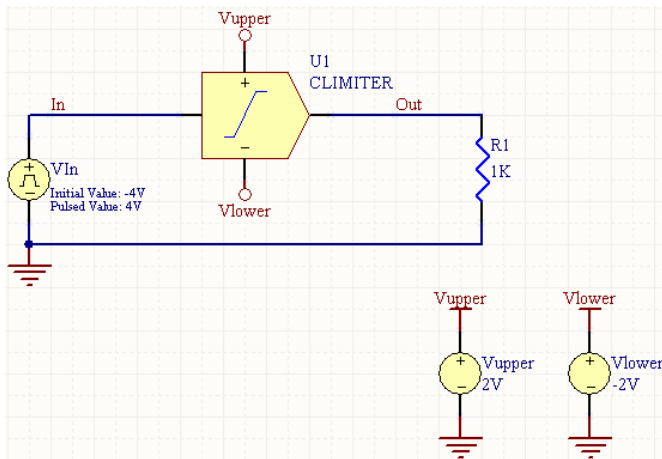 Vupper
U1
CLIMITER
In
Out
+
−
R1
1K
+
−
VIn
Initial Value: -4V
Pulsed Value: 4V
Vlower
Vupper
Vlower
+
−
Vupper
2V
+
−
Vlower
-2V